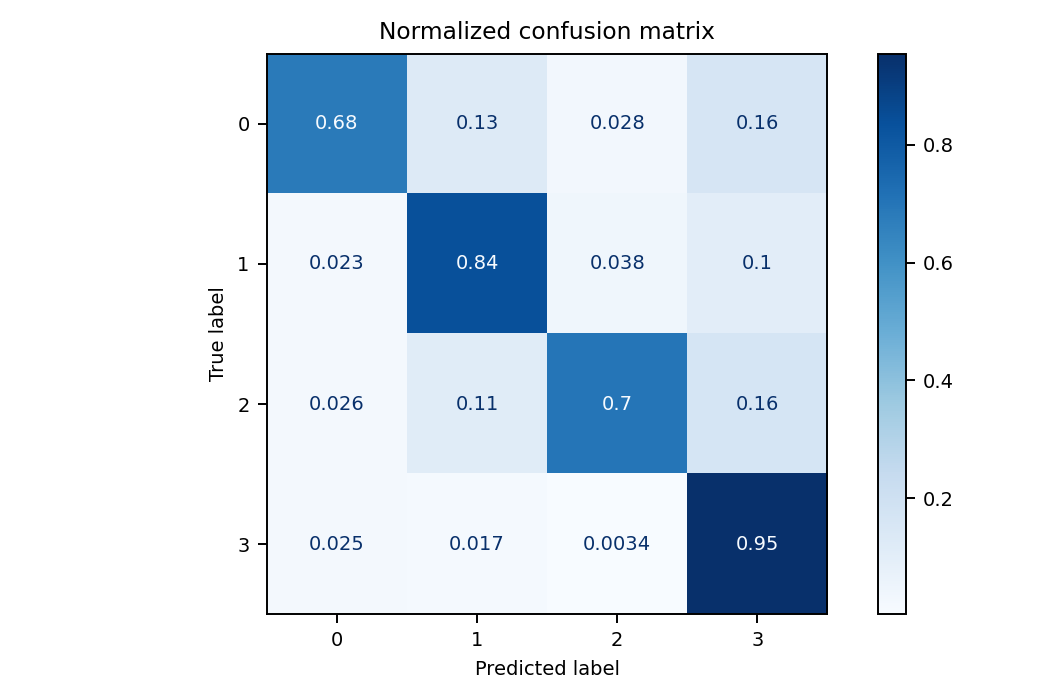 Normalized confusion matrix
0 0.68 0.13 0.028 0.16 0.8
1 0.023 0.84 0.038 0.1 0.6
True label
2 0.026 0.11 0.7 0.16 0.4
0.2
3 0.025 0.017 0.0034 0.95
0 1 2 3
Predicted label